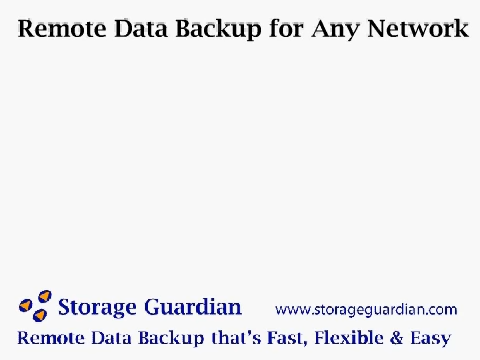 Remote Data Backup for Any Network
Storage Guardian www.storageguardian.com
Remote Data Backup that's Fast, Flexible & Easy